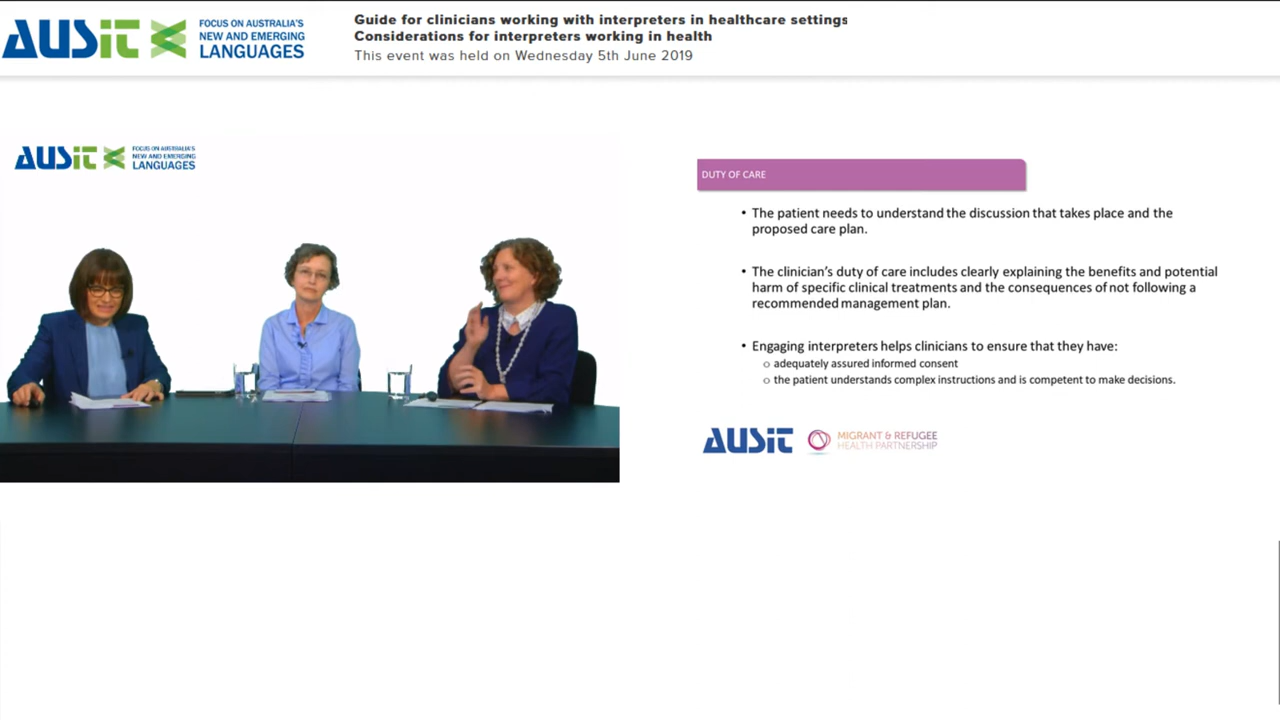 AUSiT
FOCUS ON AUSTRALIA'S
NEW AND EMERGING
LANGUAGES
Guide for clinicians working with interpreters in healthcare settings
Considerations for interpreters working in health
This event was held on Wednesday 5th June 2019
AUSiT
FOCUS ON AUSTRALIA'S
NEW AND EMERGING
LANGUAGES
DUTY OF CARE
• The patient needs to understand the discussion that takes place and the
proposed care plan.
• The clinician's duty of care includes clearly explaining the benefits and potential
harm of specific clinical treatments and the consequences of not following a
recommended management plan.
• Engaging interpreters helps clinicians to ensure that they have:
o adequately assured informed consent
o the patient understands complex instructions and is competent to make decisions.
AUSiT
MIGRANT & REFUGEE
HEALTH PARTNERSHIP